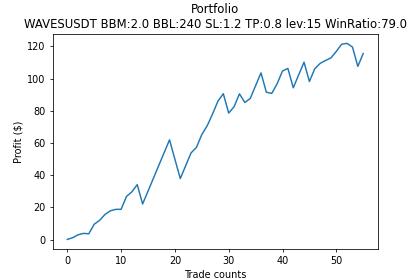 Portfolio
WAVESUSDT BBM:2.0 BBL:240 SL:1.2 TP:0.8 lev:15 WinRatio:79.0
Profit ($)
120
100
80
60
40
20
0
0 10 20 30 40 50
Trade counts